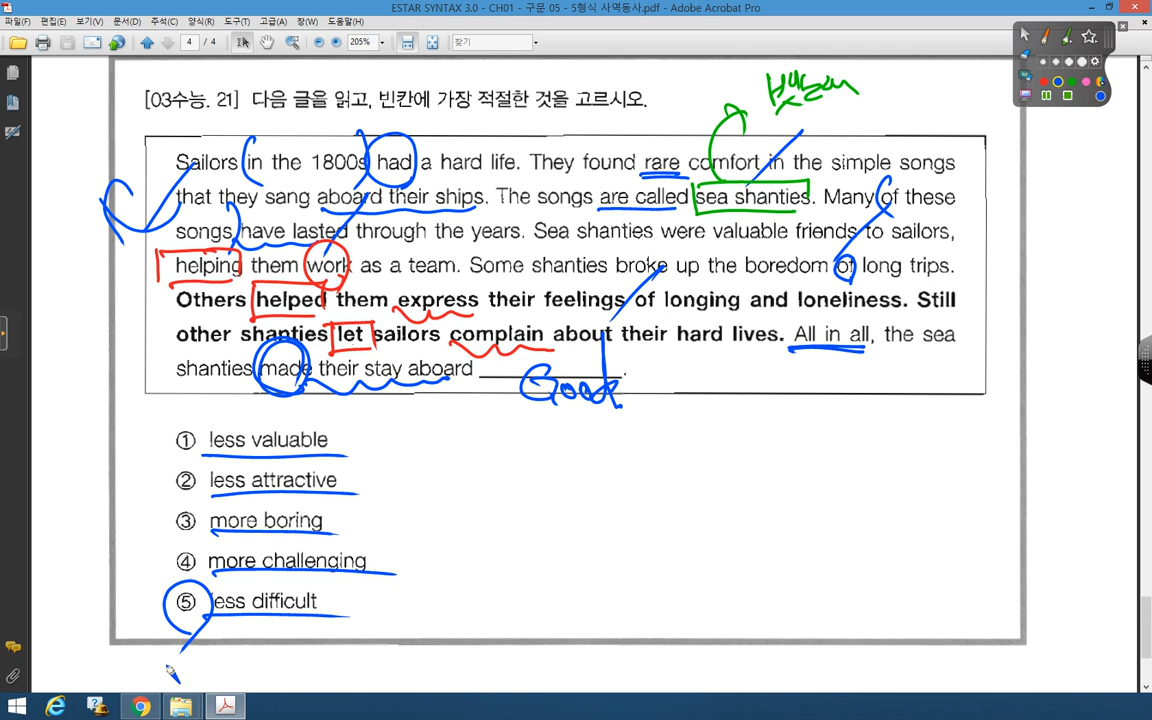 ESTAR SYNTAX 3.0 - CH01 - 구문 05 - 5형식 사역동사.pdf - Adobe Acrobat Pro
파일(F) 편집(E) 보기(V) 문서(D) 주석(C) 양식(R) 도구(T) 고급(A) 창(W) 도움말(H)
4 / 4 205% 찾기
[03수능. 21] 다음 글을 읽고, 빈칸에 가장 적절한 것을 고르시오.
Sailors in the 1800s had a hard life. They found rare comfort in the simple songs
that they sang aboard their ships. The songs are called sea shanties. Many of these
songs have lasted through the years. Sea shanties were valuable friends to sailors,
helping them work as a team. Some shanties broke up the boredom of long trips.
Others helped them express their feelings of longing and loneliness. Still
other shanties let sailors complain about their hard lives. All in all, the sea
shanties made their stay aboard ____________.
Good
① less valuable
② less attractive
③ more boring
④ more challenging
⑤ less difficult